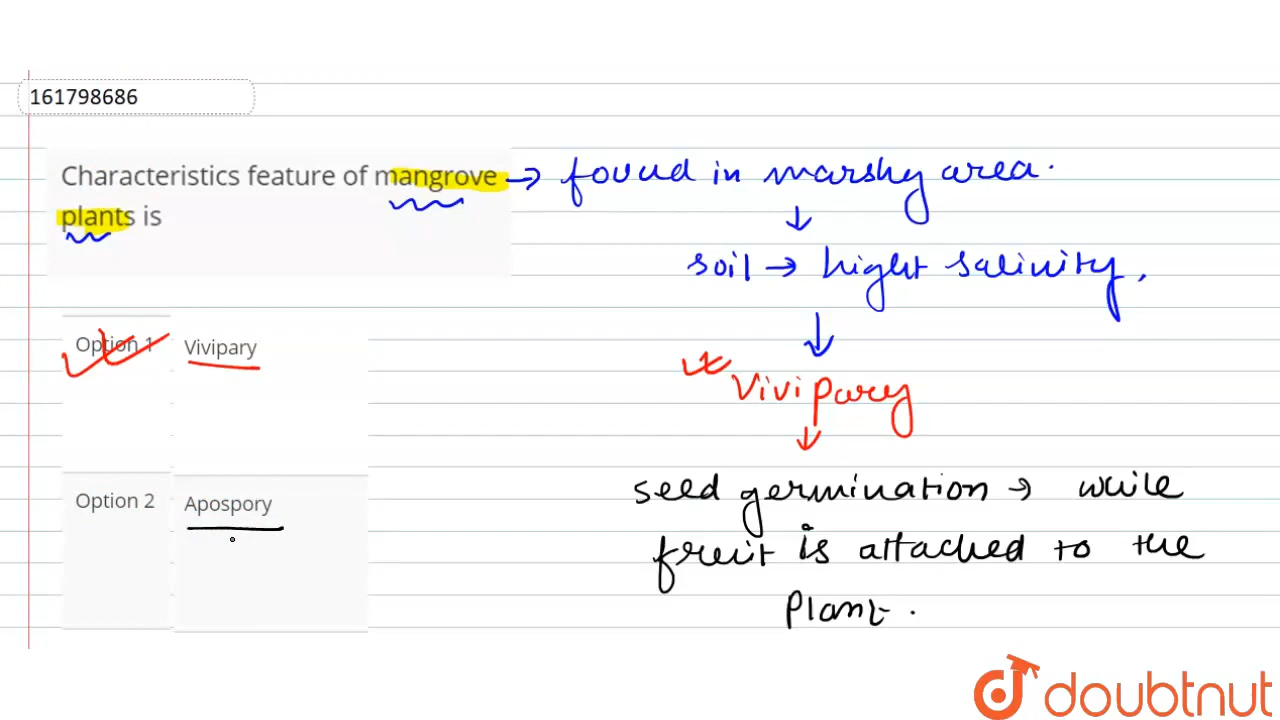 161798686
Characteristics feature of mangrove → found in marshy area.
plants is
↓
soil → hight salinity,
↓
Option 1 Vivipary
Vivipary
↓
seed germination → while
Option 2 Apospory
fruit is attached to the
Plant.
doubtnut